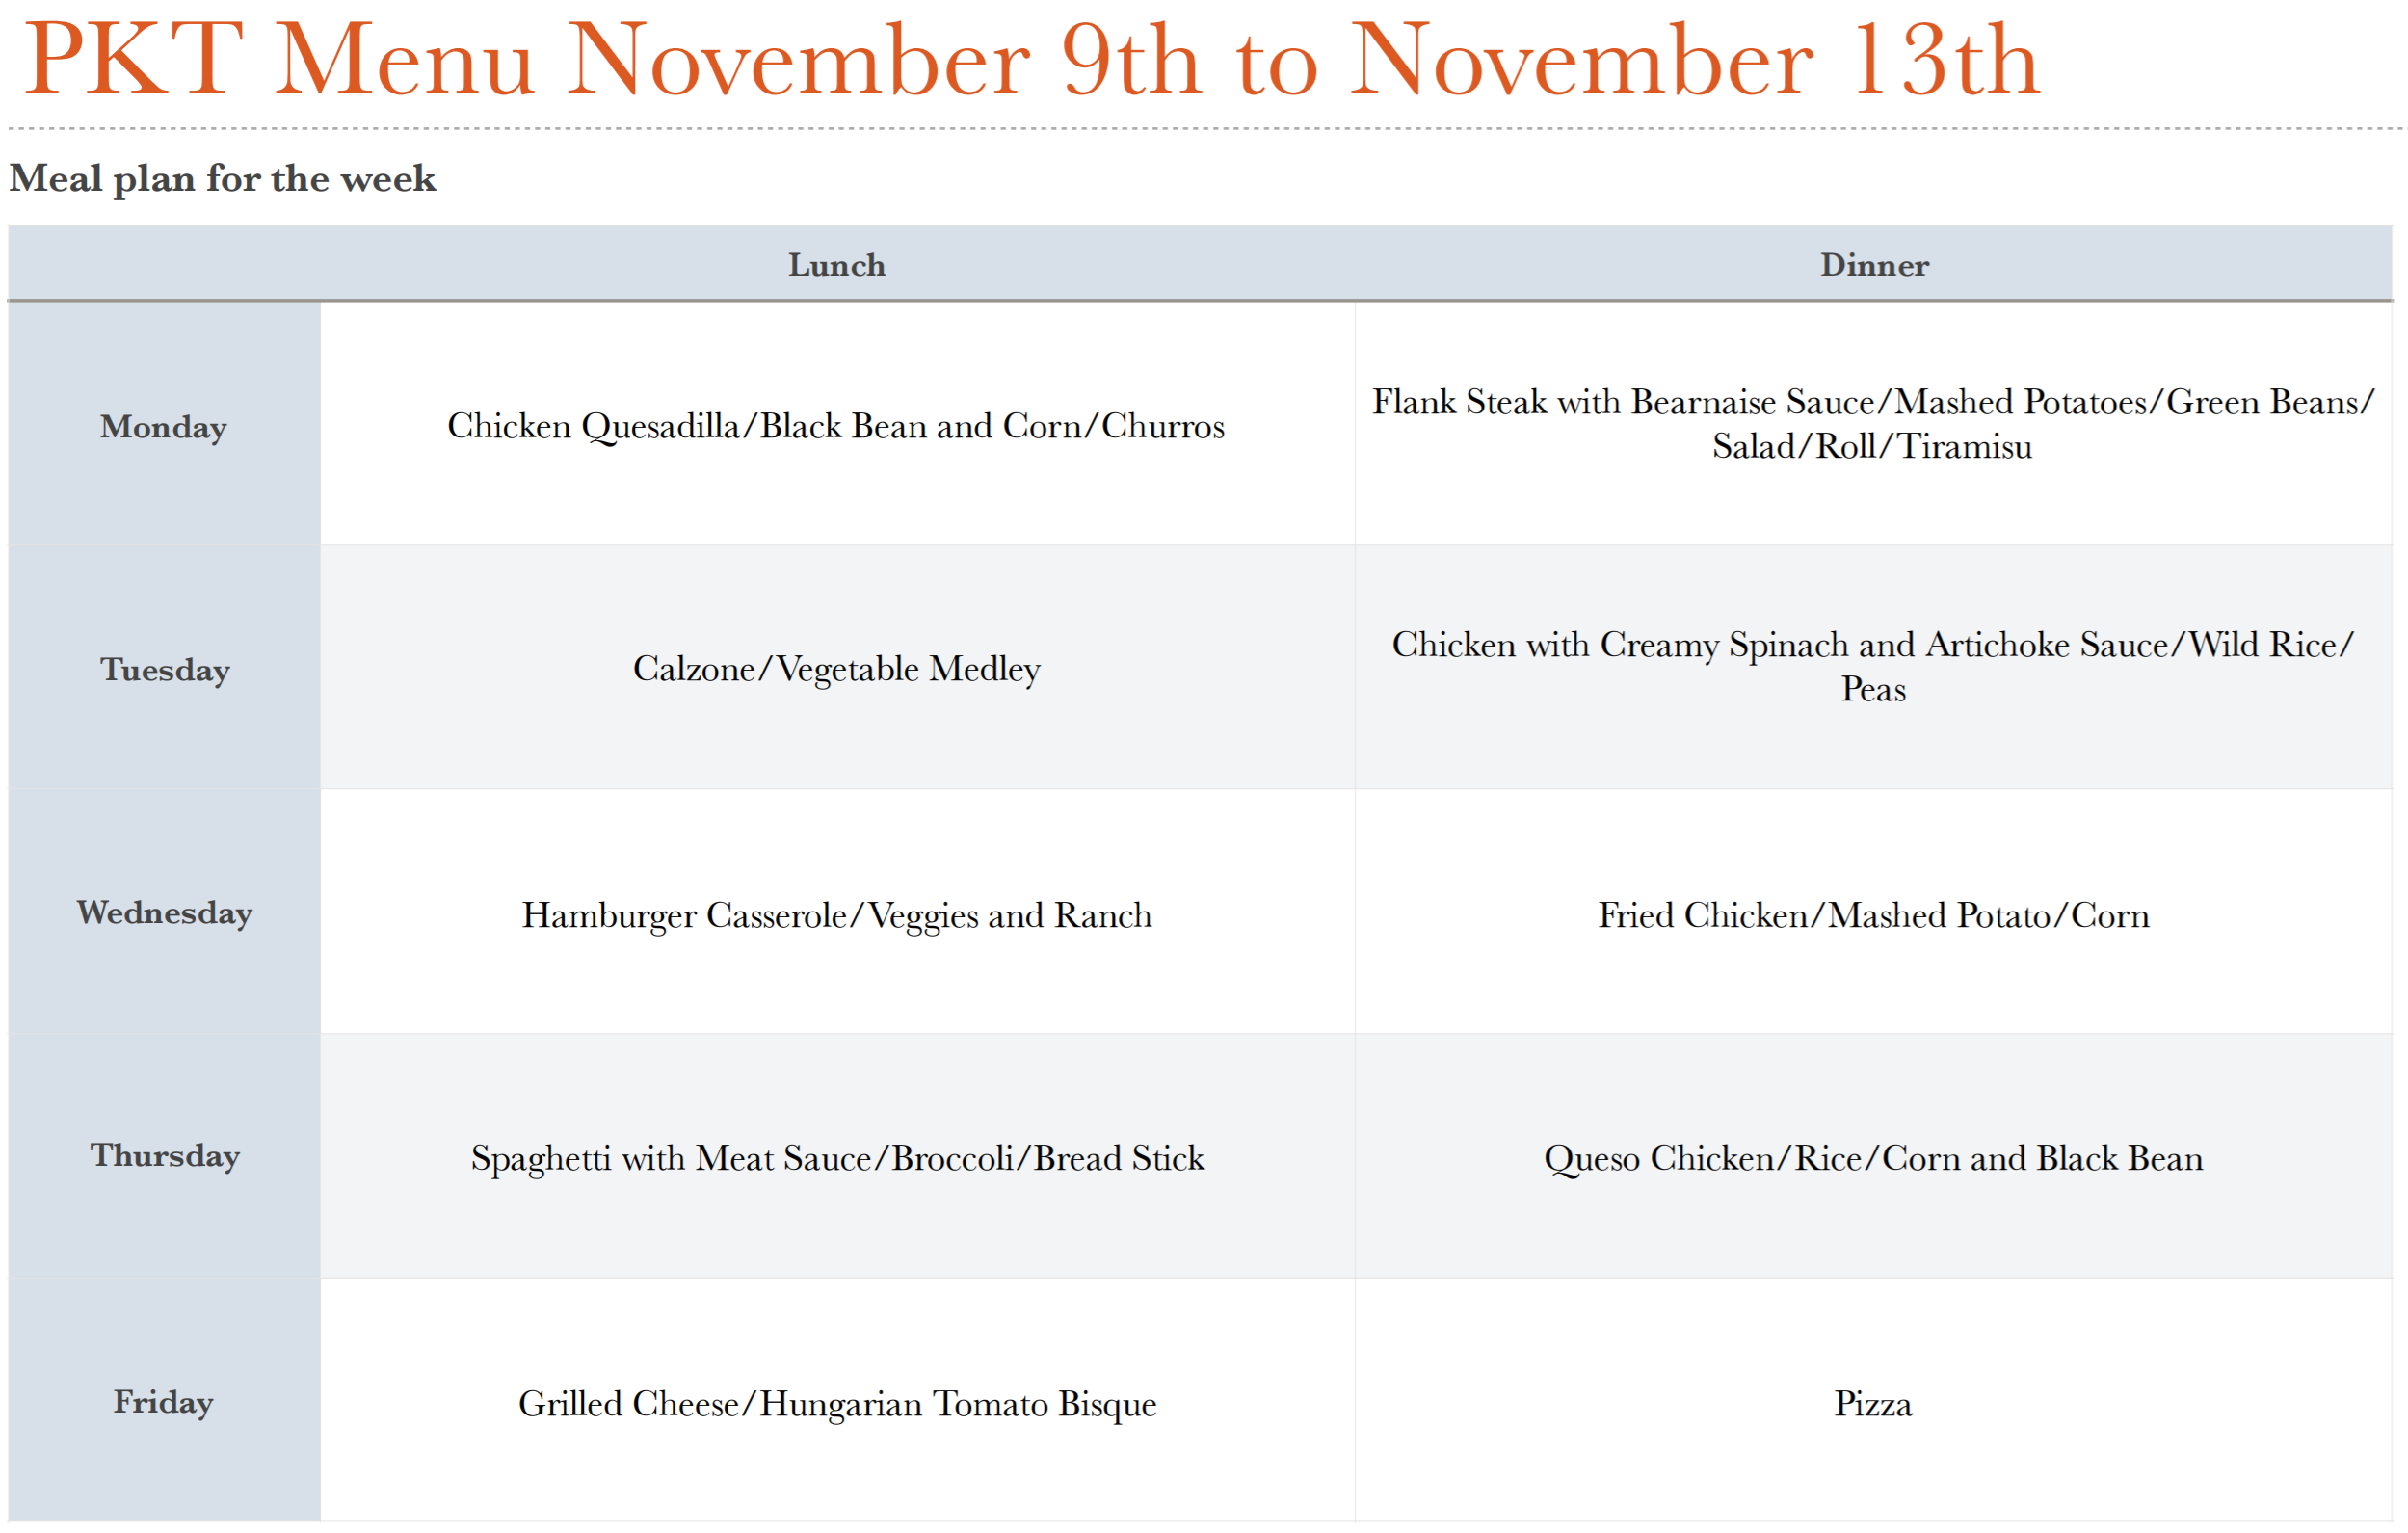 PKT Menu November 9th to November 13th
Meal plan for the week
Lunch Dinner
Monday Chicken Quesadilla/Black Bean and Corn/Churros Flank Steak with Bearnaise Sauce/Mashed Potatoes/Green Beans/
Salad/Roll/Tiramisu
Tuesday Calzone/Vegetable Medley Chicken with Creamy Spinach and Artichoke Sauce/Wild Rice/
Peas
Wednesday Hamburger Casserole/Veggies and Ranch Fried Chicken/Mashed Potato/Corn
Thursday Spaghetti with Meat Sauce/Broccoli/Bread Stick Queso Chicken/Rice/Corn and Black Bean
Friday Grilled Cheese/Hungarian Tomato Bisque Pizza